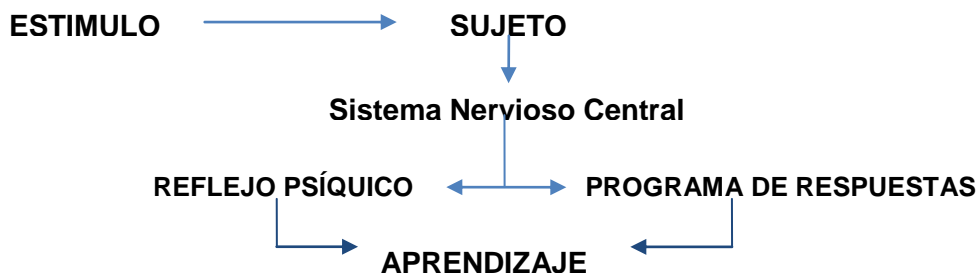 ESTIMULO SUJETO
Sistema Nervioso Central
REFLEJO PSÍQUICO PROGRAMA DE RESPUESTAS
APRENDIZAJE